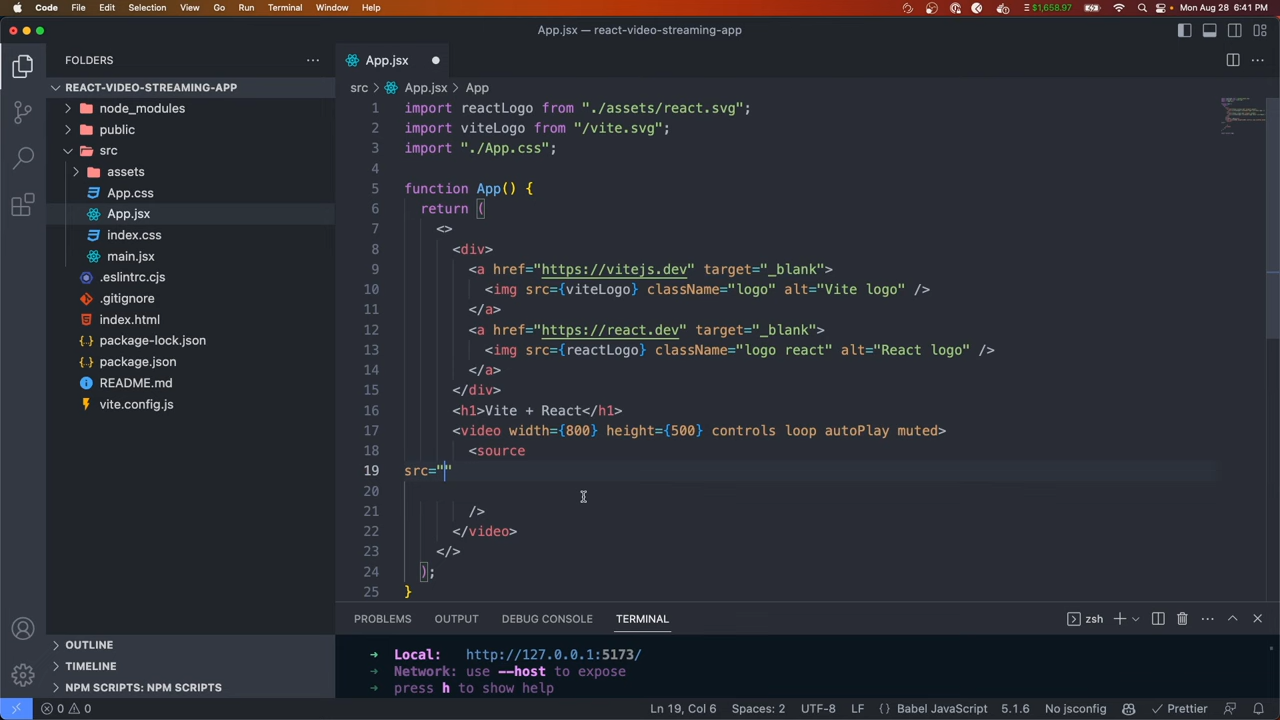 Code File Edit Selection View Go Run Terminal Window Help $1,658.97 Mon Aug 28 6:41 PM
App.jsx — react-video-streaming-app
FOLDERS
REACT-VIDEO-STREAMING-APP
node_modules
public
src
assets
App.css
App.jsx
index.css
main.jsx
.eslintrc.cjs
.gitignore
index.html
package-lock.json
package.json
README.md
vite.config.js
OUTLINE
TIMELINE
NPM SCRIPTS: NPM SCRIPTS
App.jsx
src > App.jsx > App
1 import reactLogo from "./assets/react.svg";
2 import viteLogo from "/vite.svg";
3 import "./App.css";
4
5 function App() {
6 return (
7 <>
8 <div>
9 <a href="https://vitejs.dev" target="_blank">
10 <img src={viteLogo} className="logo" alt="Vite logo" />
11 </a>
12 <a href="https://react.dev" target="_blank">
13 <img src={reactLogo} className="logo react" alt="React logo" />
14 </a>
15 </div>
16 <h1>Vite + React</h1>
17 <video width={800} height={500} controls loop autoPlay muted>
18 <source
19 src=""
20
21 />
22 </video>
23 </>
24 );
25 }
PROBLEMS OUTPUT DEBUG CONSOLE TERMINAL zsh
➜ Local: http://127.0.0.1:5173/
➜ Network: use --host to expose
➜ press h to show help
0 0 Ln 19, Col 6 Spaces: 2 UTF-8 LF {} Babel JavaScript 5.1.6 No jsconfig Prettier